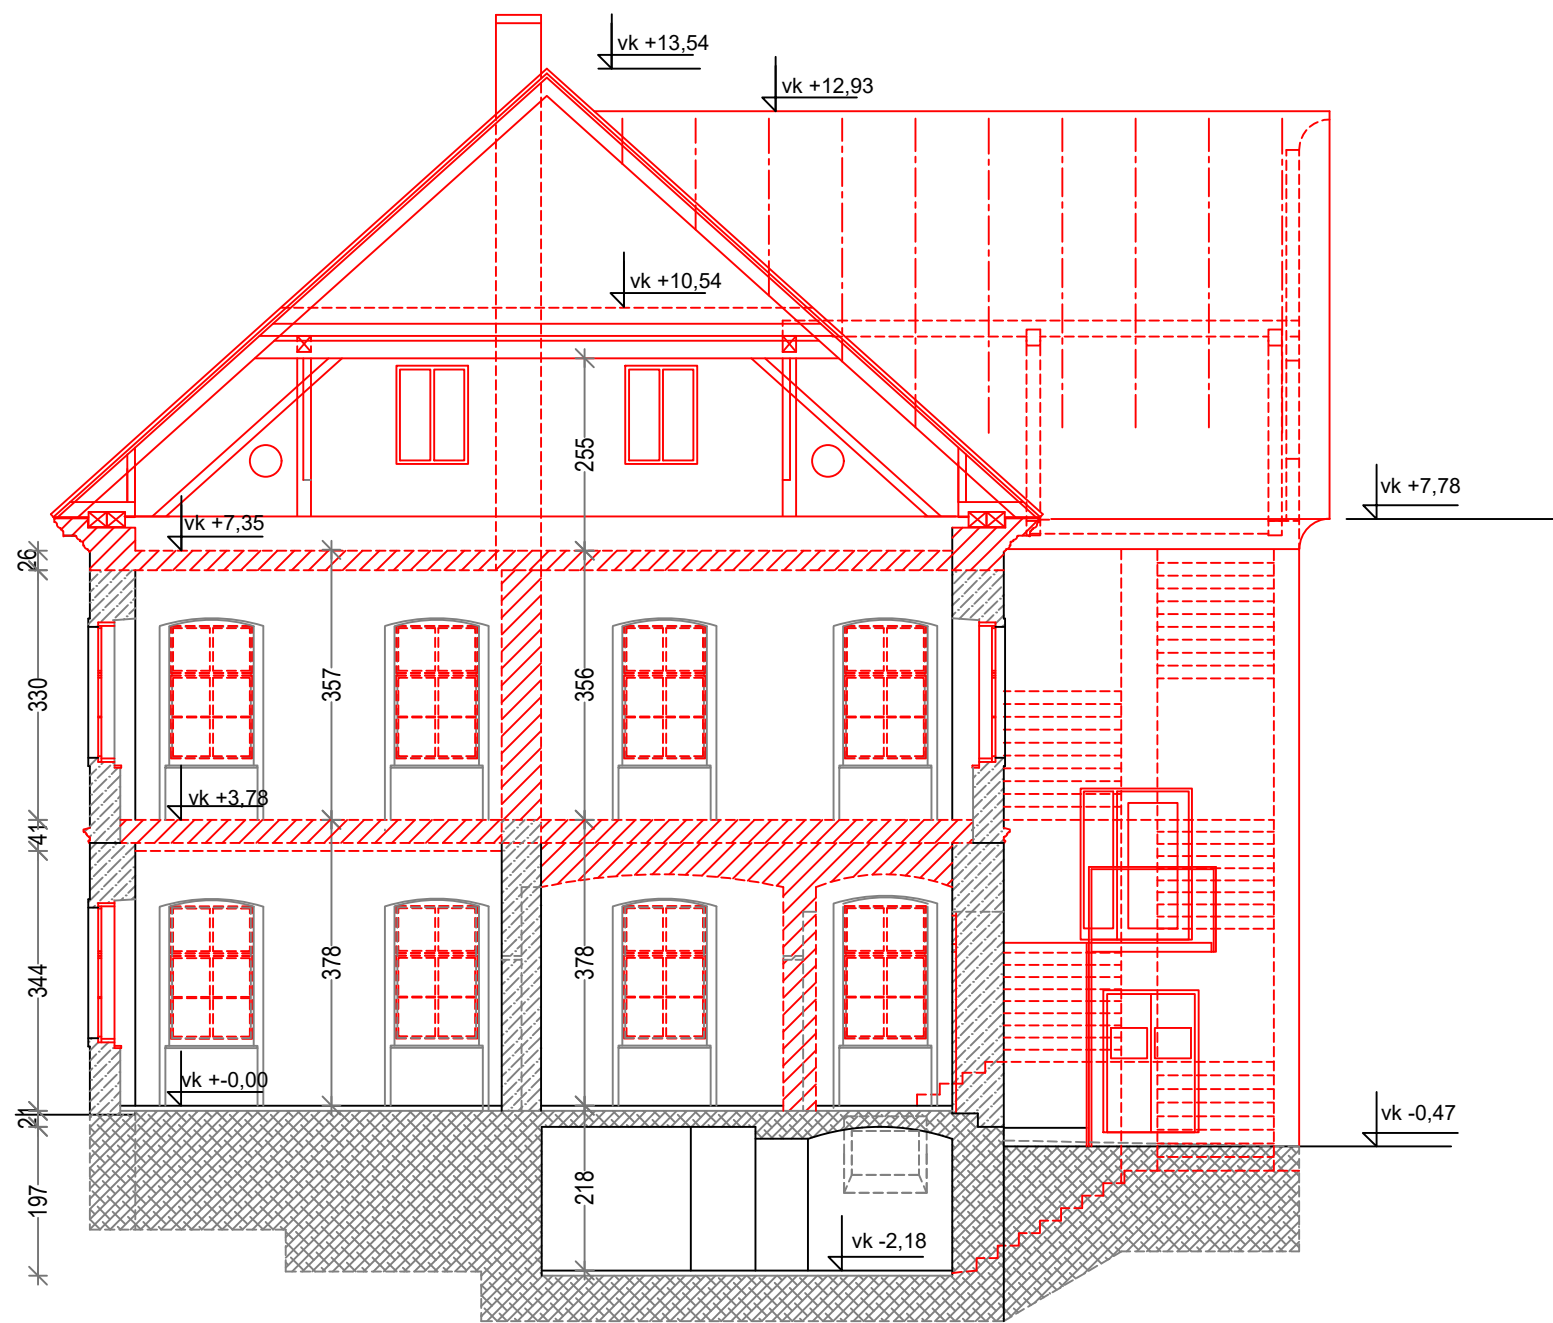 vk +13,54
vk +12,93
vk +10,54
255
vk +7,78
vk +7,35
26
330
357
356
vk +3,78
41
344
378
378
vk +-0,00
21
vk -0,47
197
218
vk -2,18